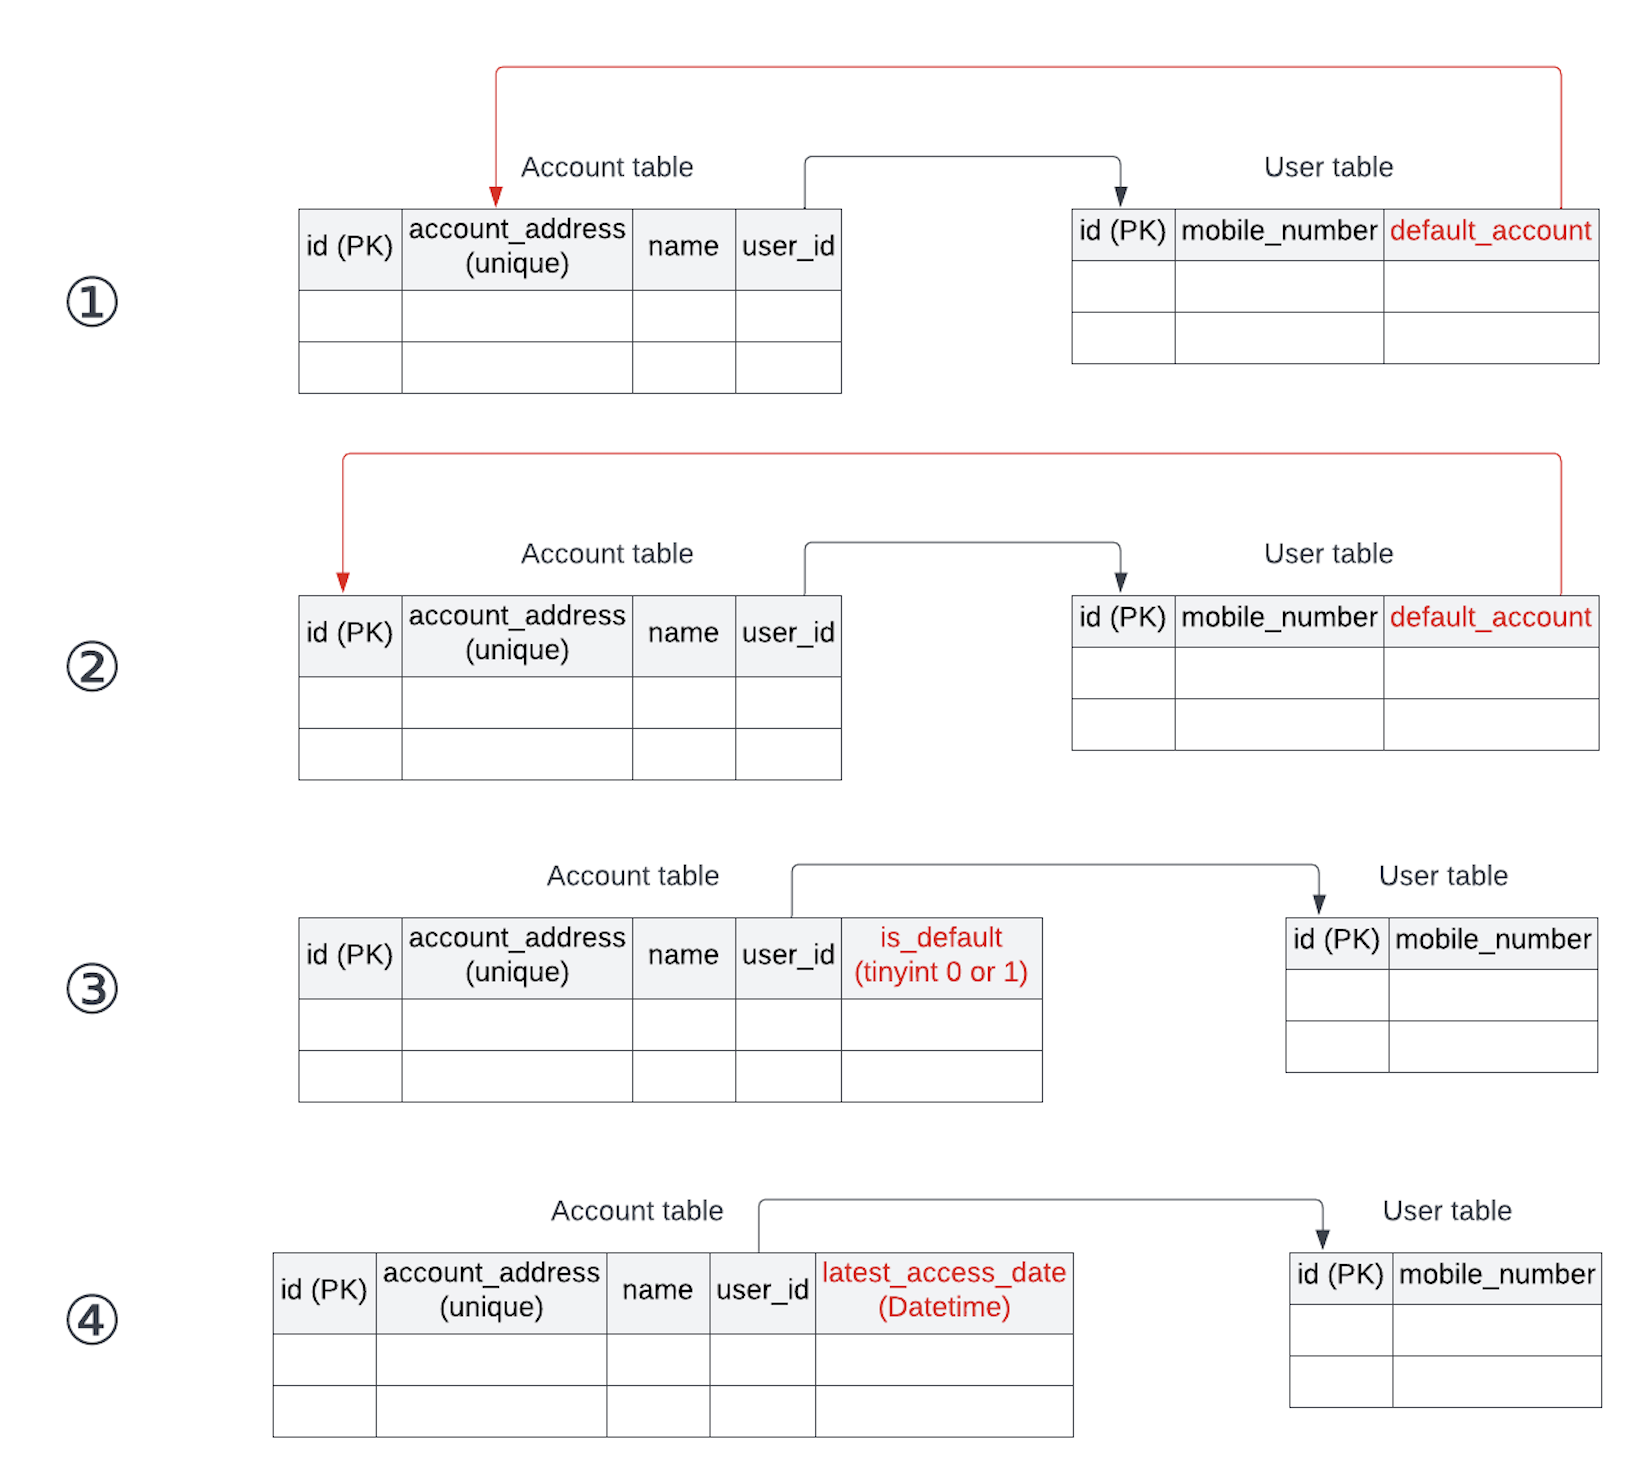 Account table
User table
①
id (PK)
account_address
(unique)
name
user_id
id (PK)
mobile_number
default_account
Account table
User table
②
id (PK)
account_address
(unique)
name
user_id
id (PK)
mobile_number
default_account
Account table
User table
③
id (PK)
account_address
(unique)
name
user_id
is_default
(tinyint 0 or 1)
id (PK)
mobile_number
Account table
User table
④
id (PK)
account_address
(unique)
name
user_id
latest_access_date
(Datetime)
id (PK)
mobile_number